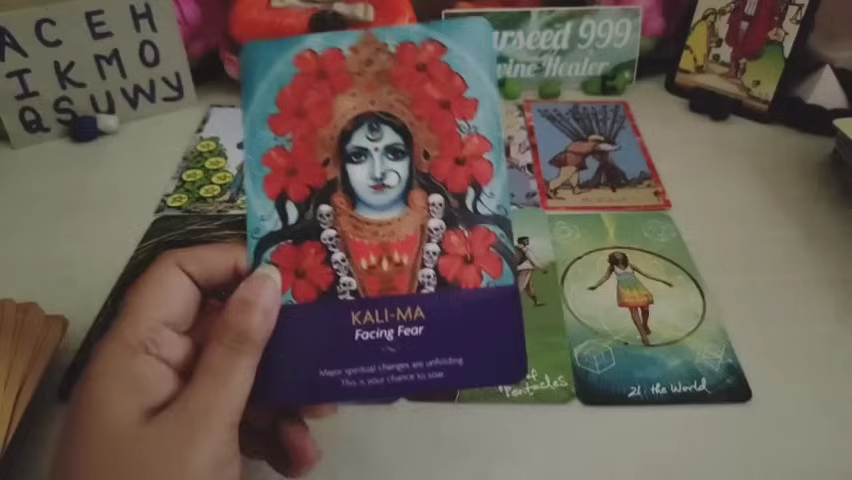 A C E H
I K M O
Q S U W Y
arseed 999
vine Healer
KALI-MA
Facing Fear
Major spiritual changes are unfolding.
This is your chance to soar.
of
Pentacles
21: the World